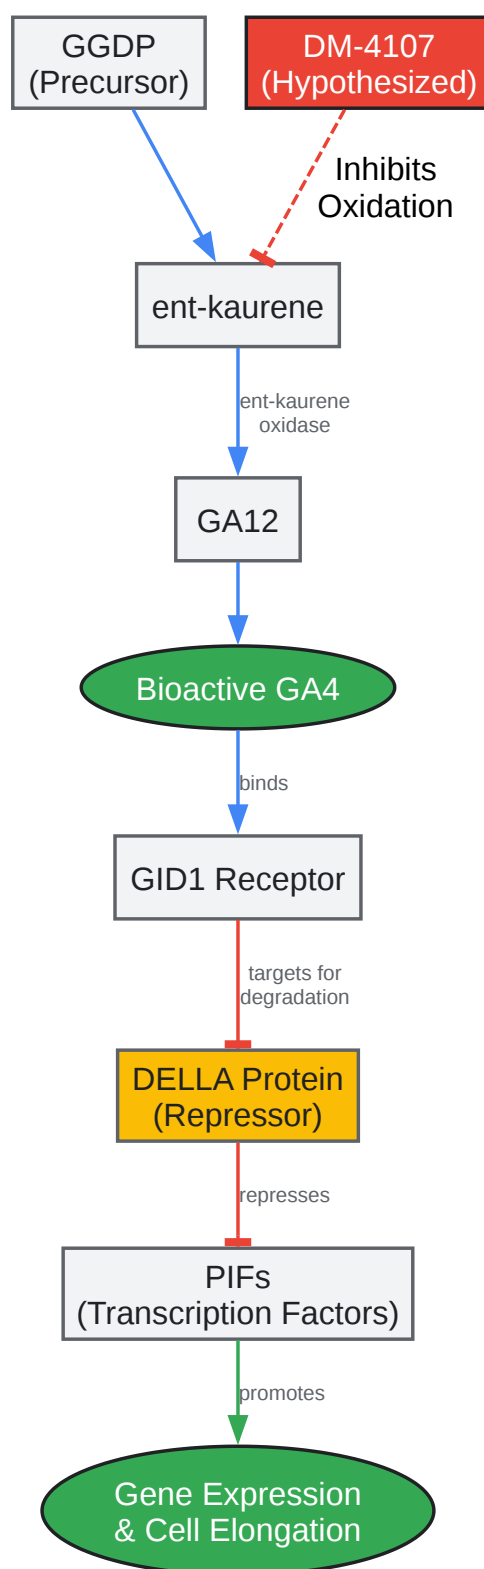 GGDP
(Precursor)
DM-4107
(Hypothesized)
Inhibits
Oxidation
ent-kaurene
ent-kaurene
oxidase
GA12
Bioactive GA4
binds
GID1 Receptor
targets for
degradation
DELLA Protein
(Repressor)
represses
PIFs
(Transcription Factors)
promotes
Gene Expression
& Cell Elongation